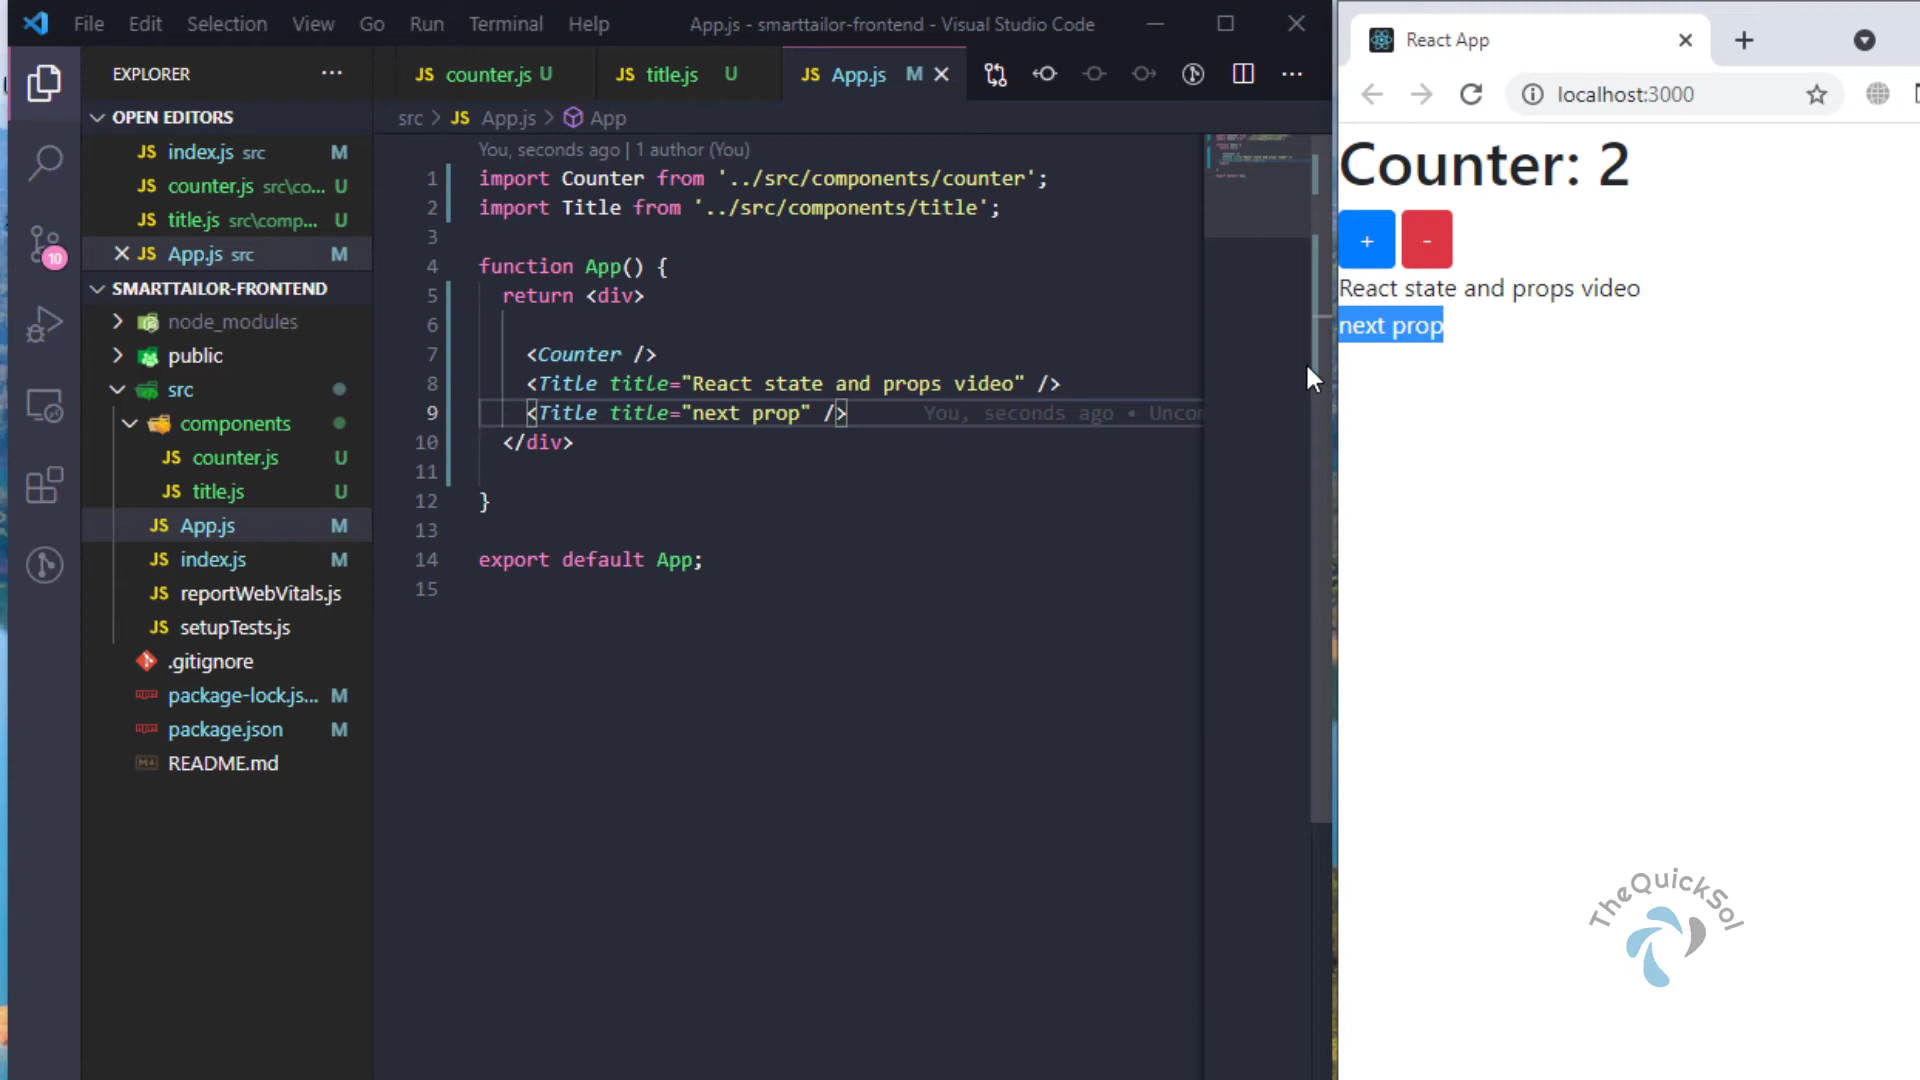 File Edit Selection View Go Run Terminal Help App.js - smarttailor-frontend - Visual Studio Code
EXPLORER
OPEN EDITORS
JS index.js src M
JS counter.js src\co... U
JS title.js src\comp... U
JS App.js src M
SMARTTAILOR-FRONTEND
node_modules
public
src
components
JS counter.js U
JS title.js U
JS App.js M
JS index.js M
JS reportWebVitals.js
JS setupTests.js
.gitignore
package-lock.js... M
package.json M
README.md
10
JS counter.js U JS title.js U JS App.js M
src > JS App.js > App
You, seconds ago | 1 author (You)
1 import Counter from '../src/components/counter';
2 import Title from '../src/components/title';
3
4 function App() {
5 return <div>
6
7 <Counter />
8 <Title title="React state and props video" />
9 <Title title="next prop" /> You, seconds ago • Uncom
10 </div>
11
12 }
13
14 export default App;
15
React App
localhost:3000
Counter: 2
+ -
React state and props video
next prop
TheQuickSol